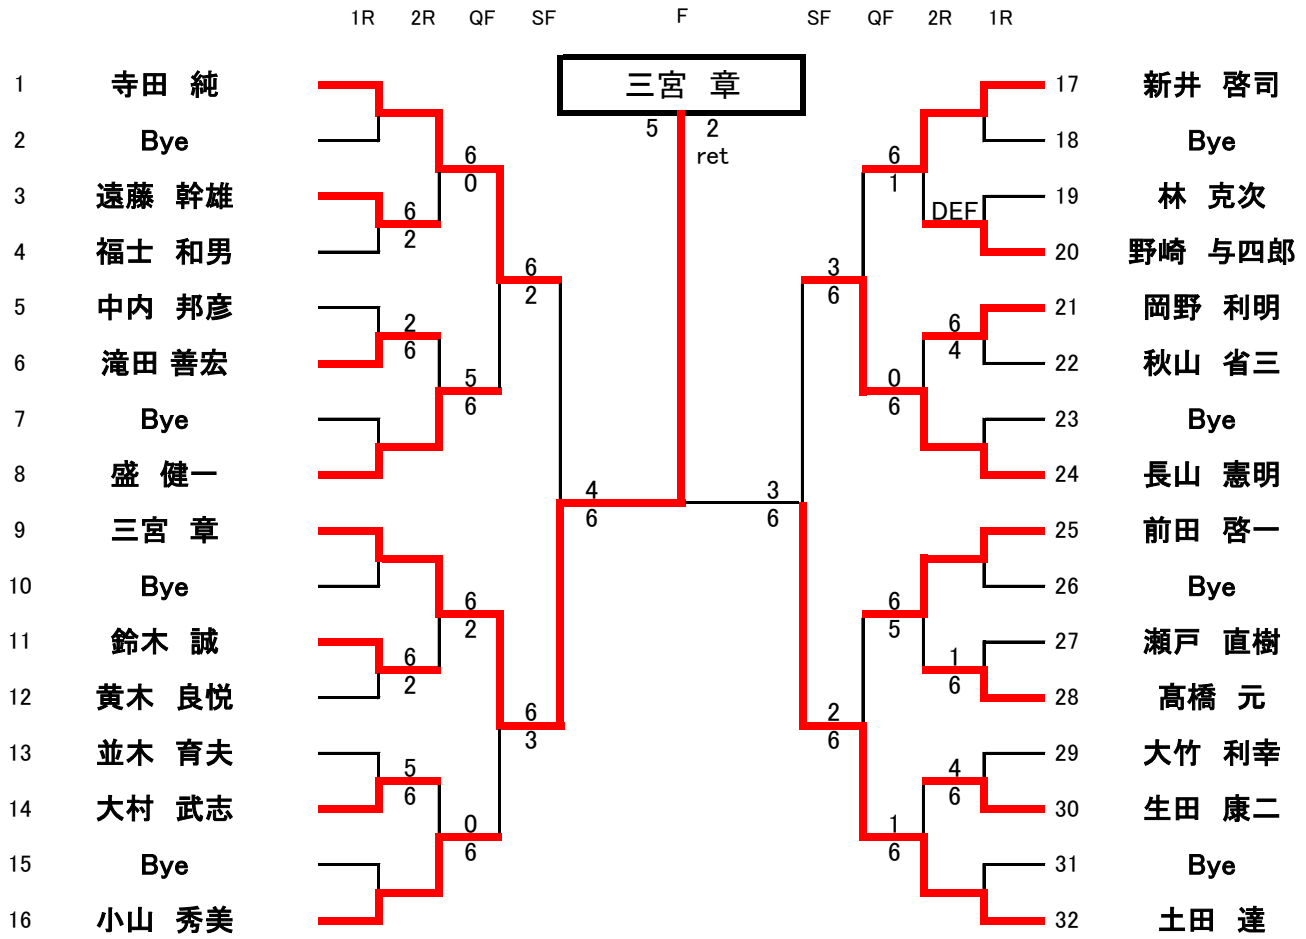 1R 2R QF SF F SF QF 2R 1R
三宮 章
5 2
ret
1 寺田 純
2 Bye
3 遠藤 幹雄
4 福士 和男
5 中内 邦彦
6 滝田 善宏
7 Bye
8 盛 健一
9 三宮 章
10 Bye
11 鈴木 誠
12 黄木 良悦
13 並木 育夫
14 大村 武志
15 Bye
16 小山 秀美
6
2
2
6
6
2
5
6
6
0
5
6
6
2
0
6
6
2
6
3
4
6
3
6
3
6
2
6
6
1
0
6
6
5
1
6
DEF
6
4
1
6
4
6
17 新井 啓司
18 Bye
19 林 克次
20 野崎 与四郎
21 岡野 利明
22 秋山 省三
23 Bye
24 長山 憲明
25 前田 啓一
26 Bye
27 瀬戸 直樹
28 髙橋 元
29 大竹 利幸
30 生田 康二
31 Bye
32 土田 達